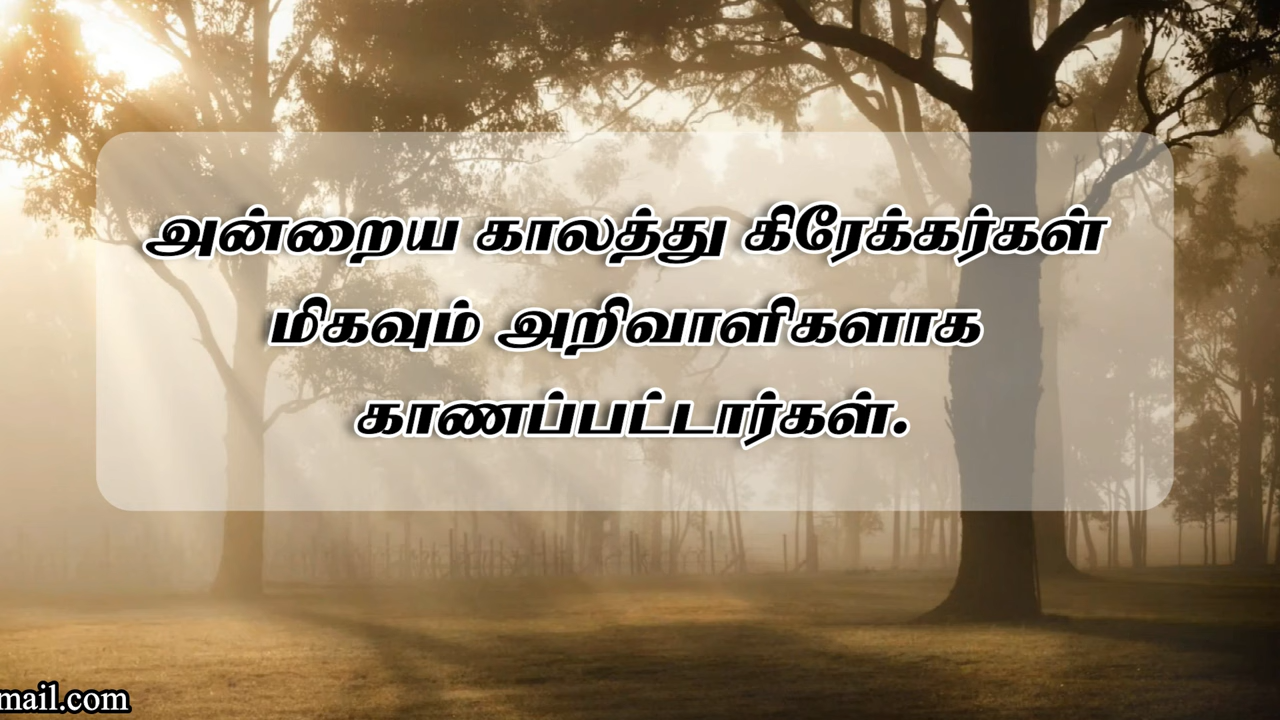 அன்றைய காலத்து கிரேக்கர்கள்
மிகவும் அறிவாளிகளாக
காணப்பட்டார்கள்.
mail.com